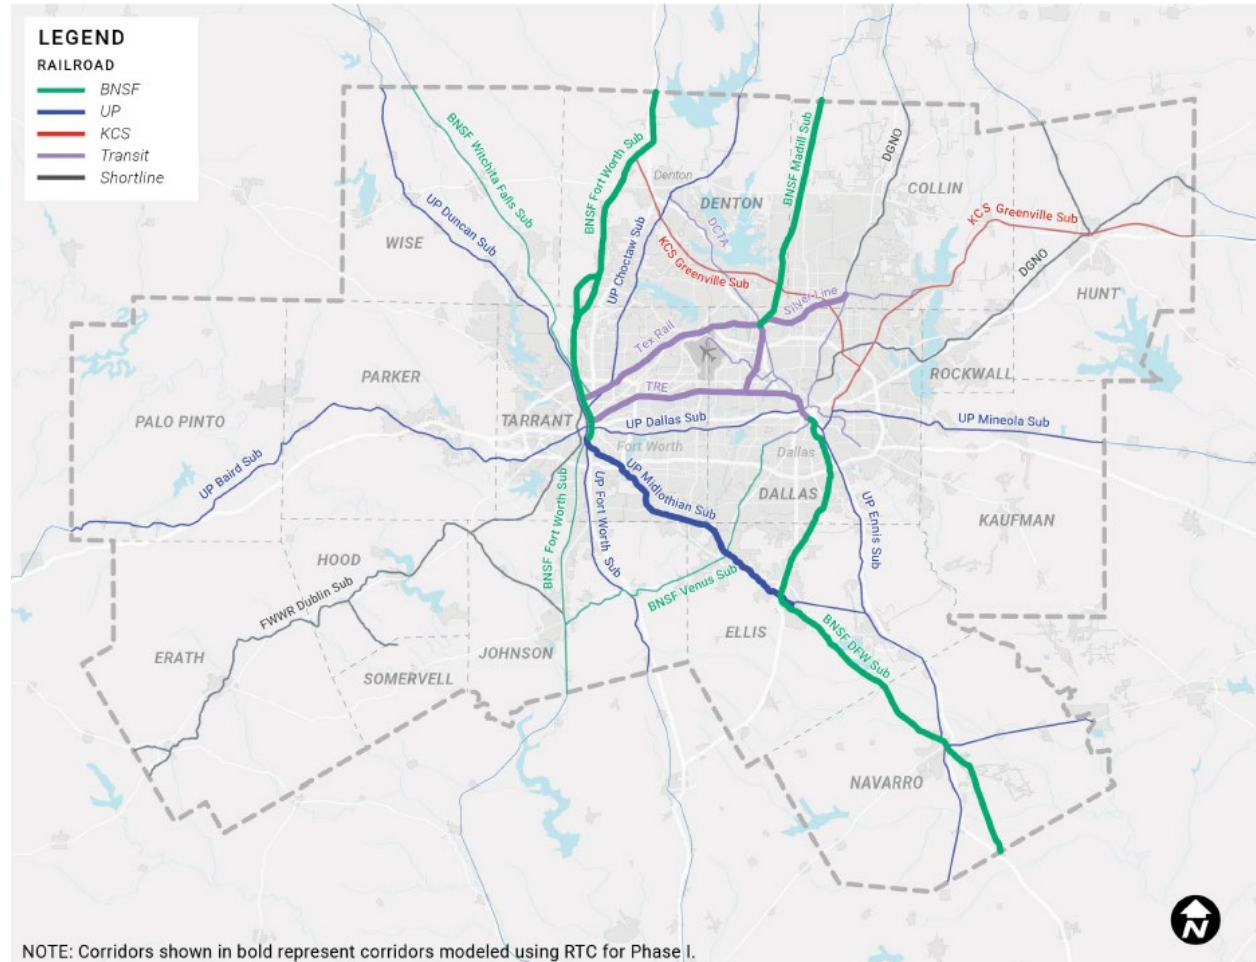 LEGEND
RAILROAD
BNSF
UP
KCS
Transit
Shortline
BNSF Witchita Falls Sub
UP Duncan Sub
WISE
BNSF Fort Worth Sub
UP Choctaw Sub
Denton
DENTON
DCTA
KCS Greenville Sub
BNSF Madill Sub
DGNO
COLLIN
KCS Greenville Sub
DGNO
HUNT
Silver Line
Tex Rail
TRE
PARKER
PALO PINTO
TARRANT
ROCKWALL
UP Dallas Sub
UP Mineola Sub
Fort Worth
Dallas
UP Baird Sub
UP Midlothian Sub
DALLAS
KAUFMAN
UP Ennis Sub
BNSF Fort Worth Sub
UP Fort Worth Sub
HOOD
BNSF Venus Sub
FWWR Dublin Sub
ELLIS
BNSF DFW Sub
ERATH
SOMERVELL
JOHNSON
NAVARRO
N
NOTE: Corridors shown in bold represent corridors modeled using RTC for Phase I.